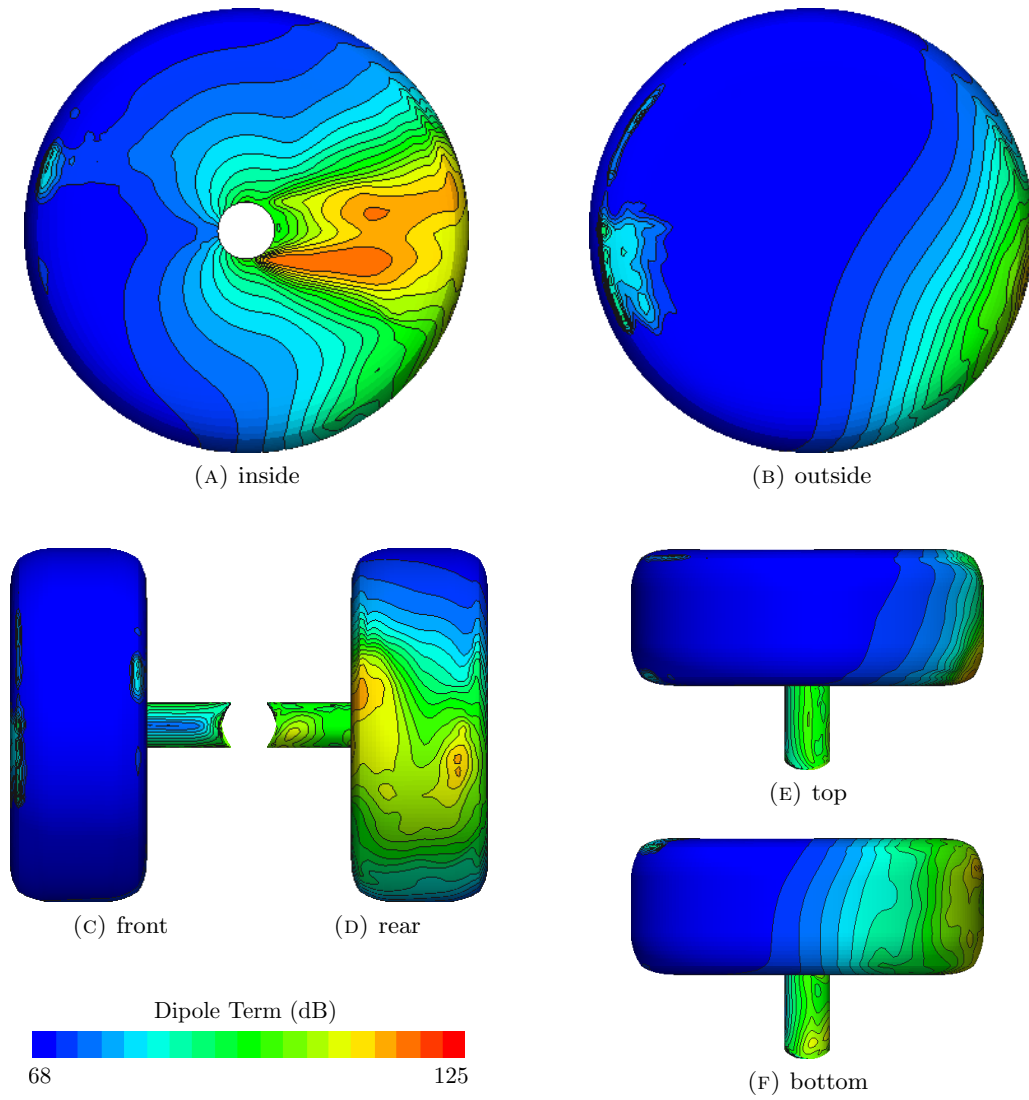 (A) inside
(B) outside
(C) front
(D) rear
(E) top
(F) bottom
Dipole Term (dB)
68 125